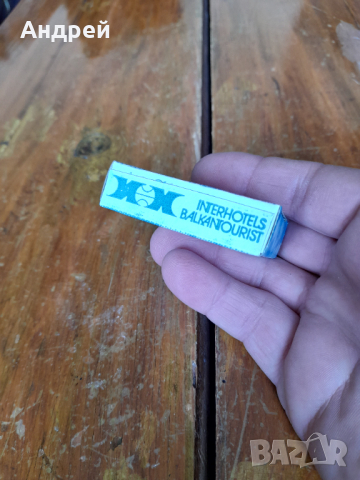 Андрей
INTERHOTELS
BALKANTOURIST
BAZAR